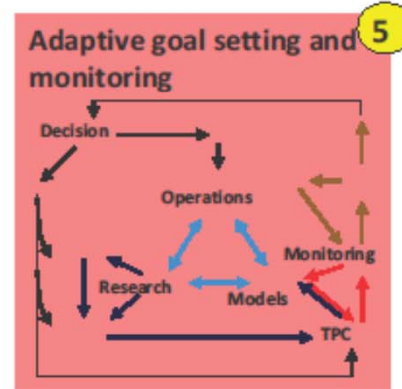 Adaptive goal setting and
monitoring
5
Decision
Operations
Monitoring
Research
Models
TPC